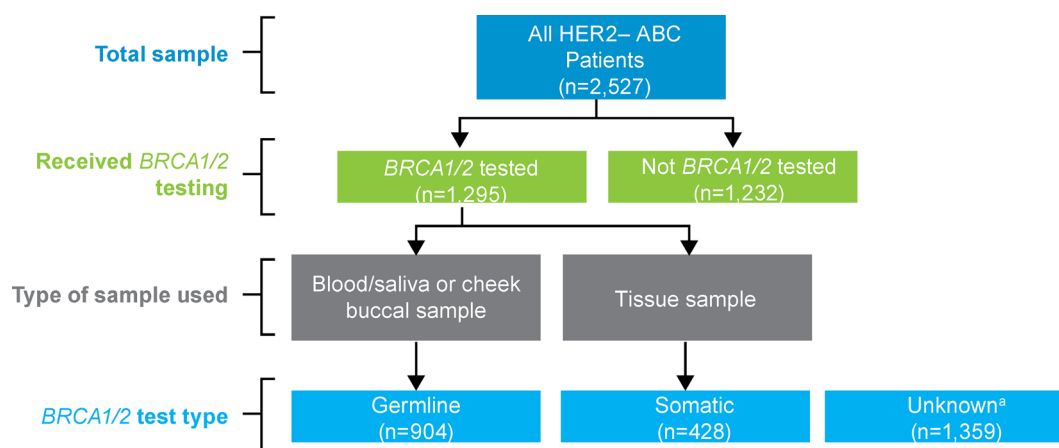 Total sample
All HER2– ABC
Patients
(n=2,527)
Received BRCA1/2
testing
BRCA1/2 tested
(n=1,295)
Not BRCA1/2 tested
(n=1,232)
Type of sample used
Blood/saliva or cheek
buccal sample
Tissue sample
BRCA1/2 test type
Germline
(n=904)
Somatic
(n=428)
Unknownᵃ
(n=1,359)